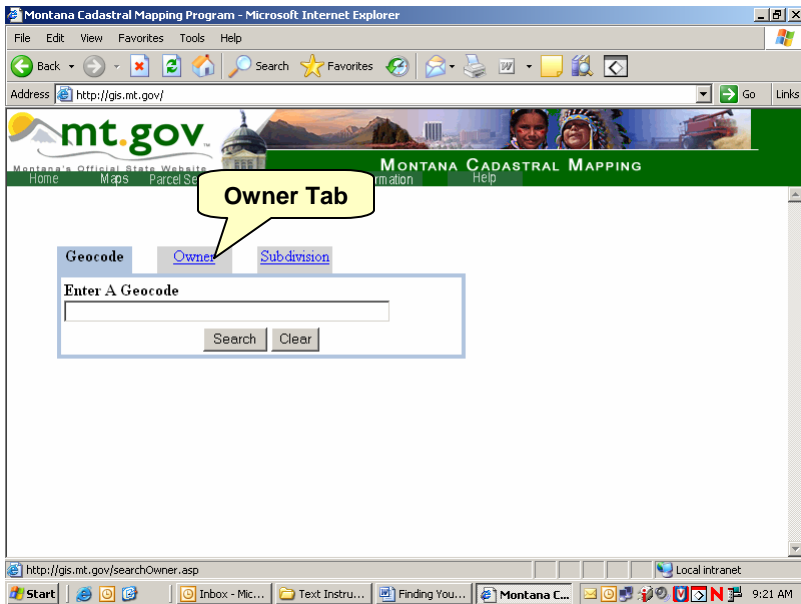 Montana Cadastral Mapping Program - Microsoft Internet Explorer
File Edit View Favorites Tools Help
Back Search Favorites
Address http://gis.mt.gov/ Go Links
mt.gov
Montana's Official State Website
MONTANA CADASTRAL MAPPING
Home Maps Parcel Se rmation Help
Owner Tab
Geocode Owner Subdivision
Enter A Geocode
Search Clear
http://gis.mt.gov/searchOwner.asp Local intranet
Start Inbox - Mic... Text Instru... Finding You... Montana C... 9:21 AM